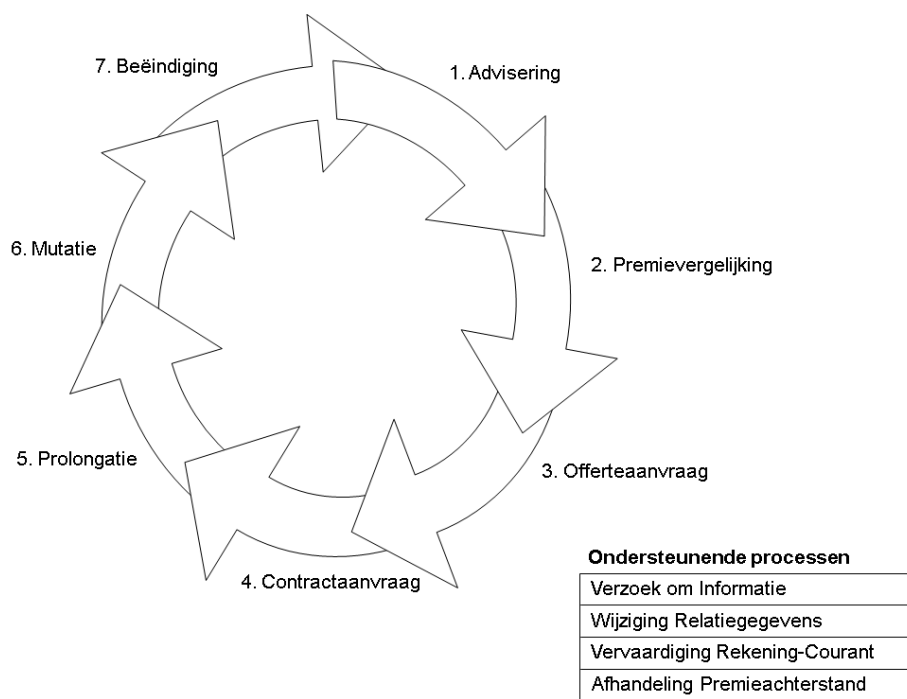 1. Advisering
2. Premievergelijking
3. Offerteaanvraag
4. Contractaanvraag
5. Prolongatie
6. Mutatie
7. Beëindiging
Ondersteunende processen
Verzoek om Informatie
Wijziging Relatiegegevens
Vervaardiging Rekening-Courant
Afhandeling Premieachterstand